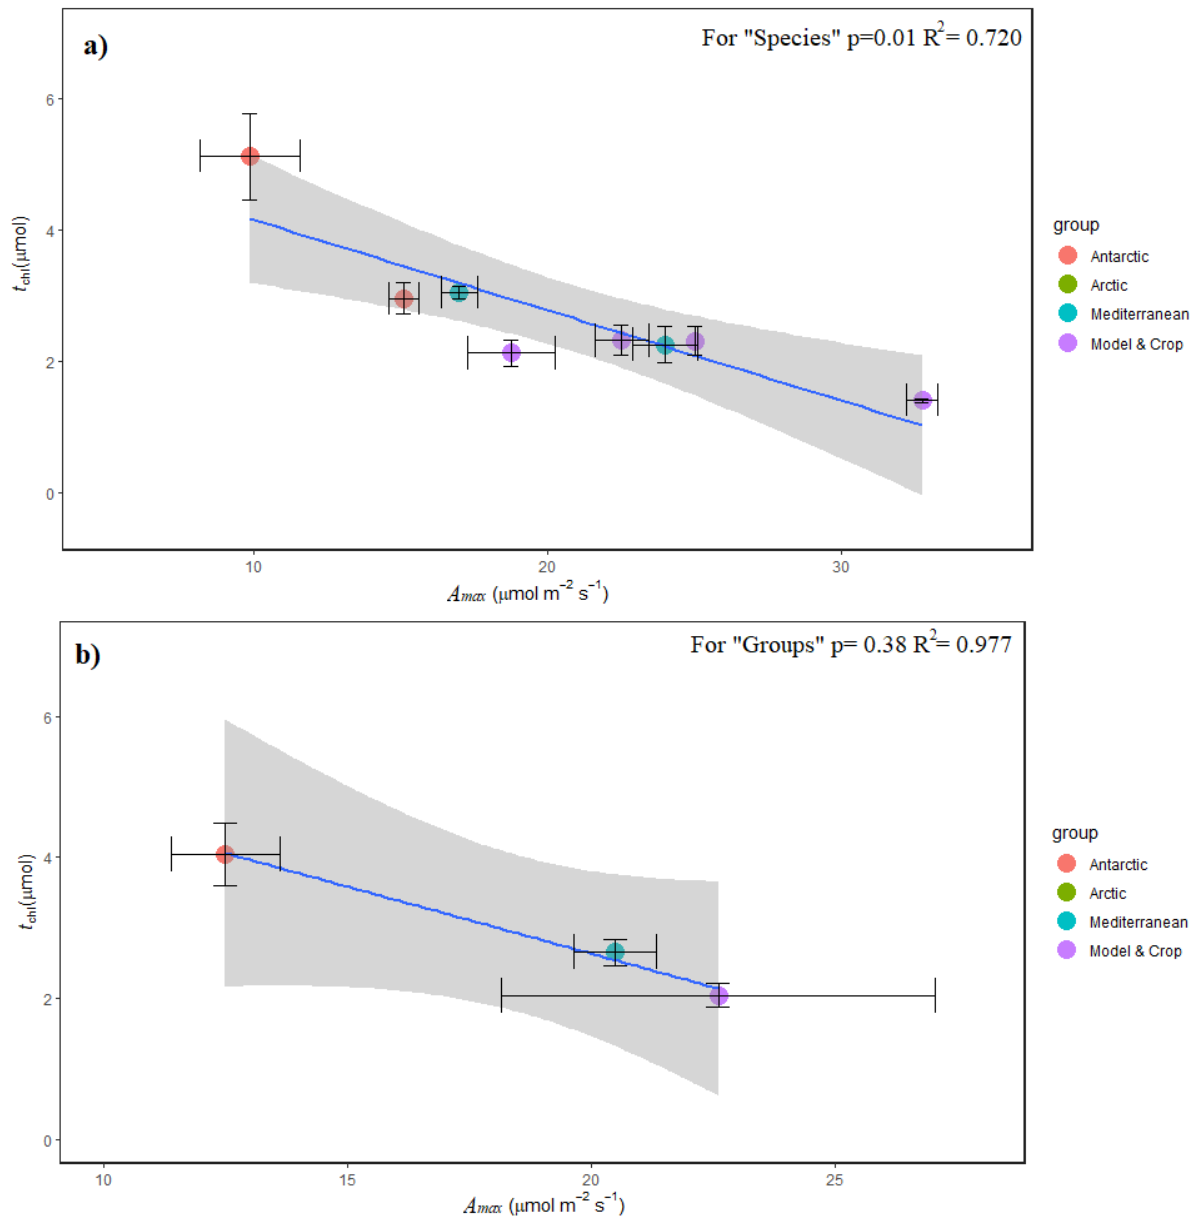 a)
For "Species" p=0.01 R²= 0.720
6
4
2
0
t chl(μmol)
10
20
30
Amax (μmol m⁻² s⁻¹)
group
Antarctic
Arctic
Mediterranean
Model & Crop
b)
For "Groups" p= 0.38 R²= 0.977
6
4
2
0
t chl(μmol)
10
15
20
25
Amax (μmol m⁻² s⁻¹)
group
Antarctic
Arctic
Mediterranean
Model & Crop